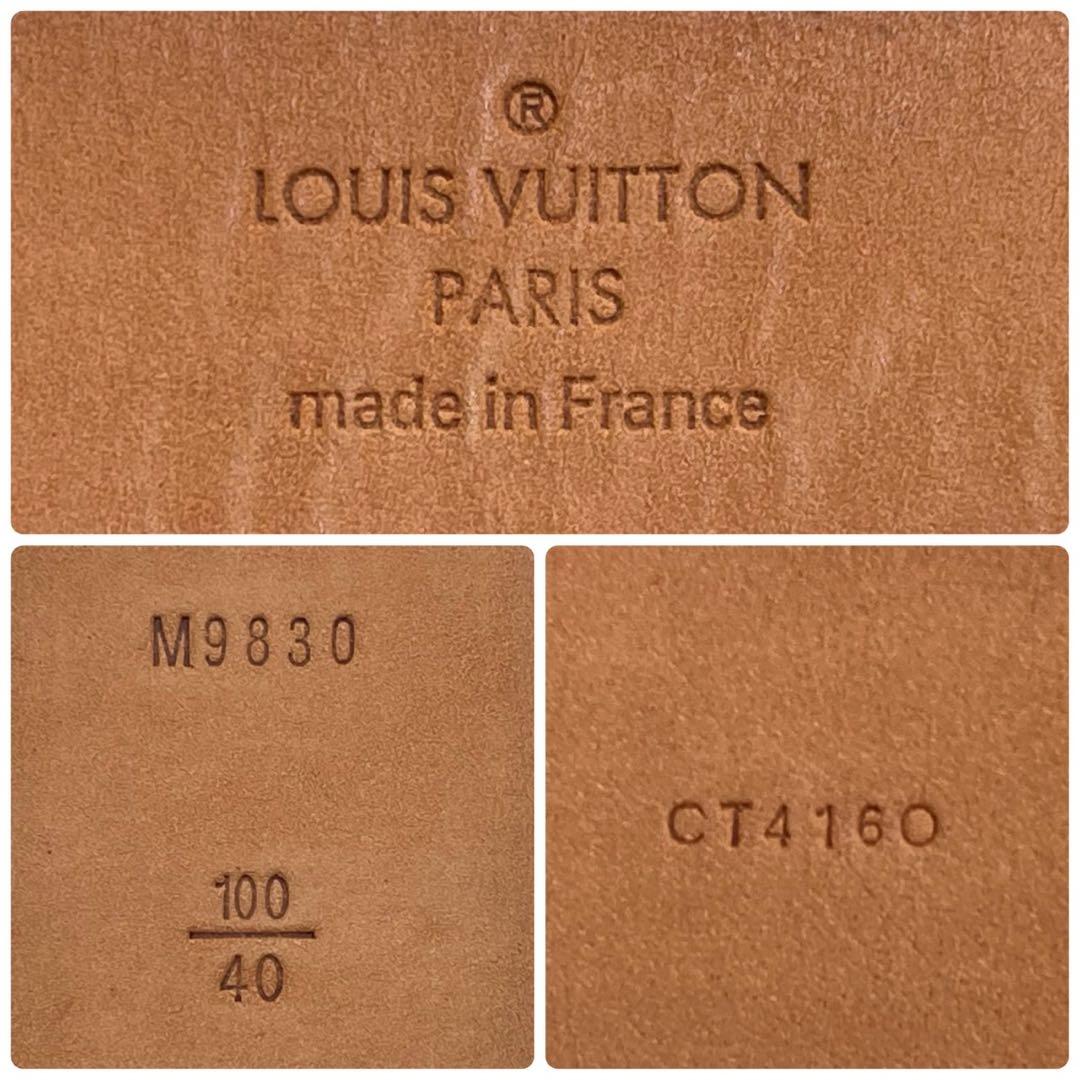 ®
LOUIS VUITTON
PARIS
made in France
M9830
100
40
CT4160